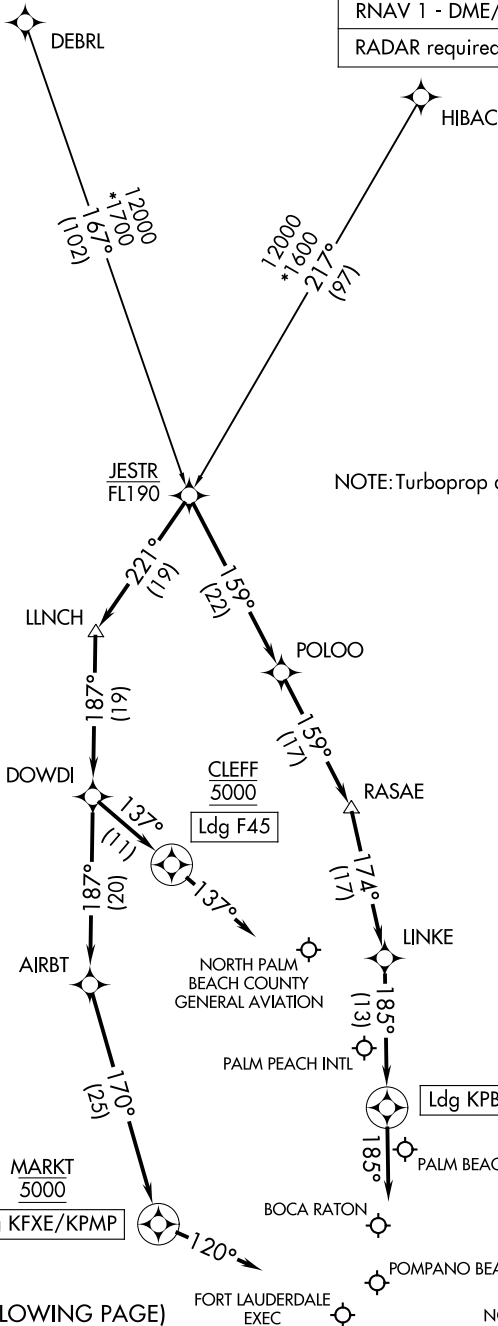 RNAV 1 - DME/
RADAR required
DEBRL
HIBAC
12000
*1700
167°
(102)
12000
*1600
217°
(97)
JESTR
FL190
NOTE: Turboprop
221°
(19)
159°
(22)
LLNCH
POLOO
187°
(19)
159°
(17)
DOWDI
CLEFF
5000
Ldg F45
RASAE
137°
(11)
137°
187°
(20)
174°
(17)
AIRBT
NORTH PALM
BEACH COUNTY
GENERAL AVIATION
LINKE
185°
(13)
PALM PEACH INTL
170°
(25)
Ldg KPB
185°
PALM BEAC
MARKT
5000
KFXE/KPMP
120°
BOCA RATON
POMPANO BEA
LOWING PAGE)
FORT LAUDERDALE
EXEC